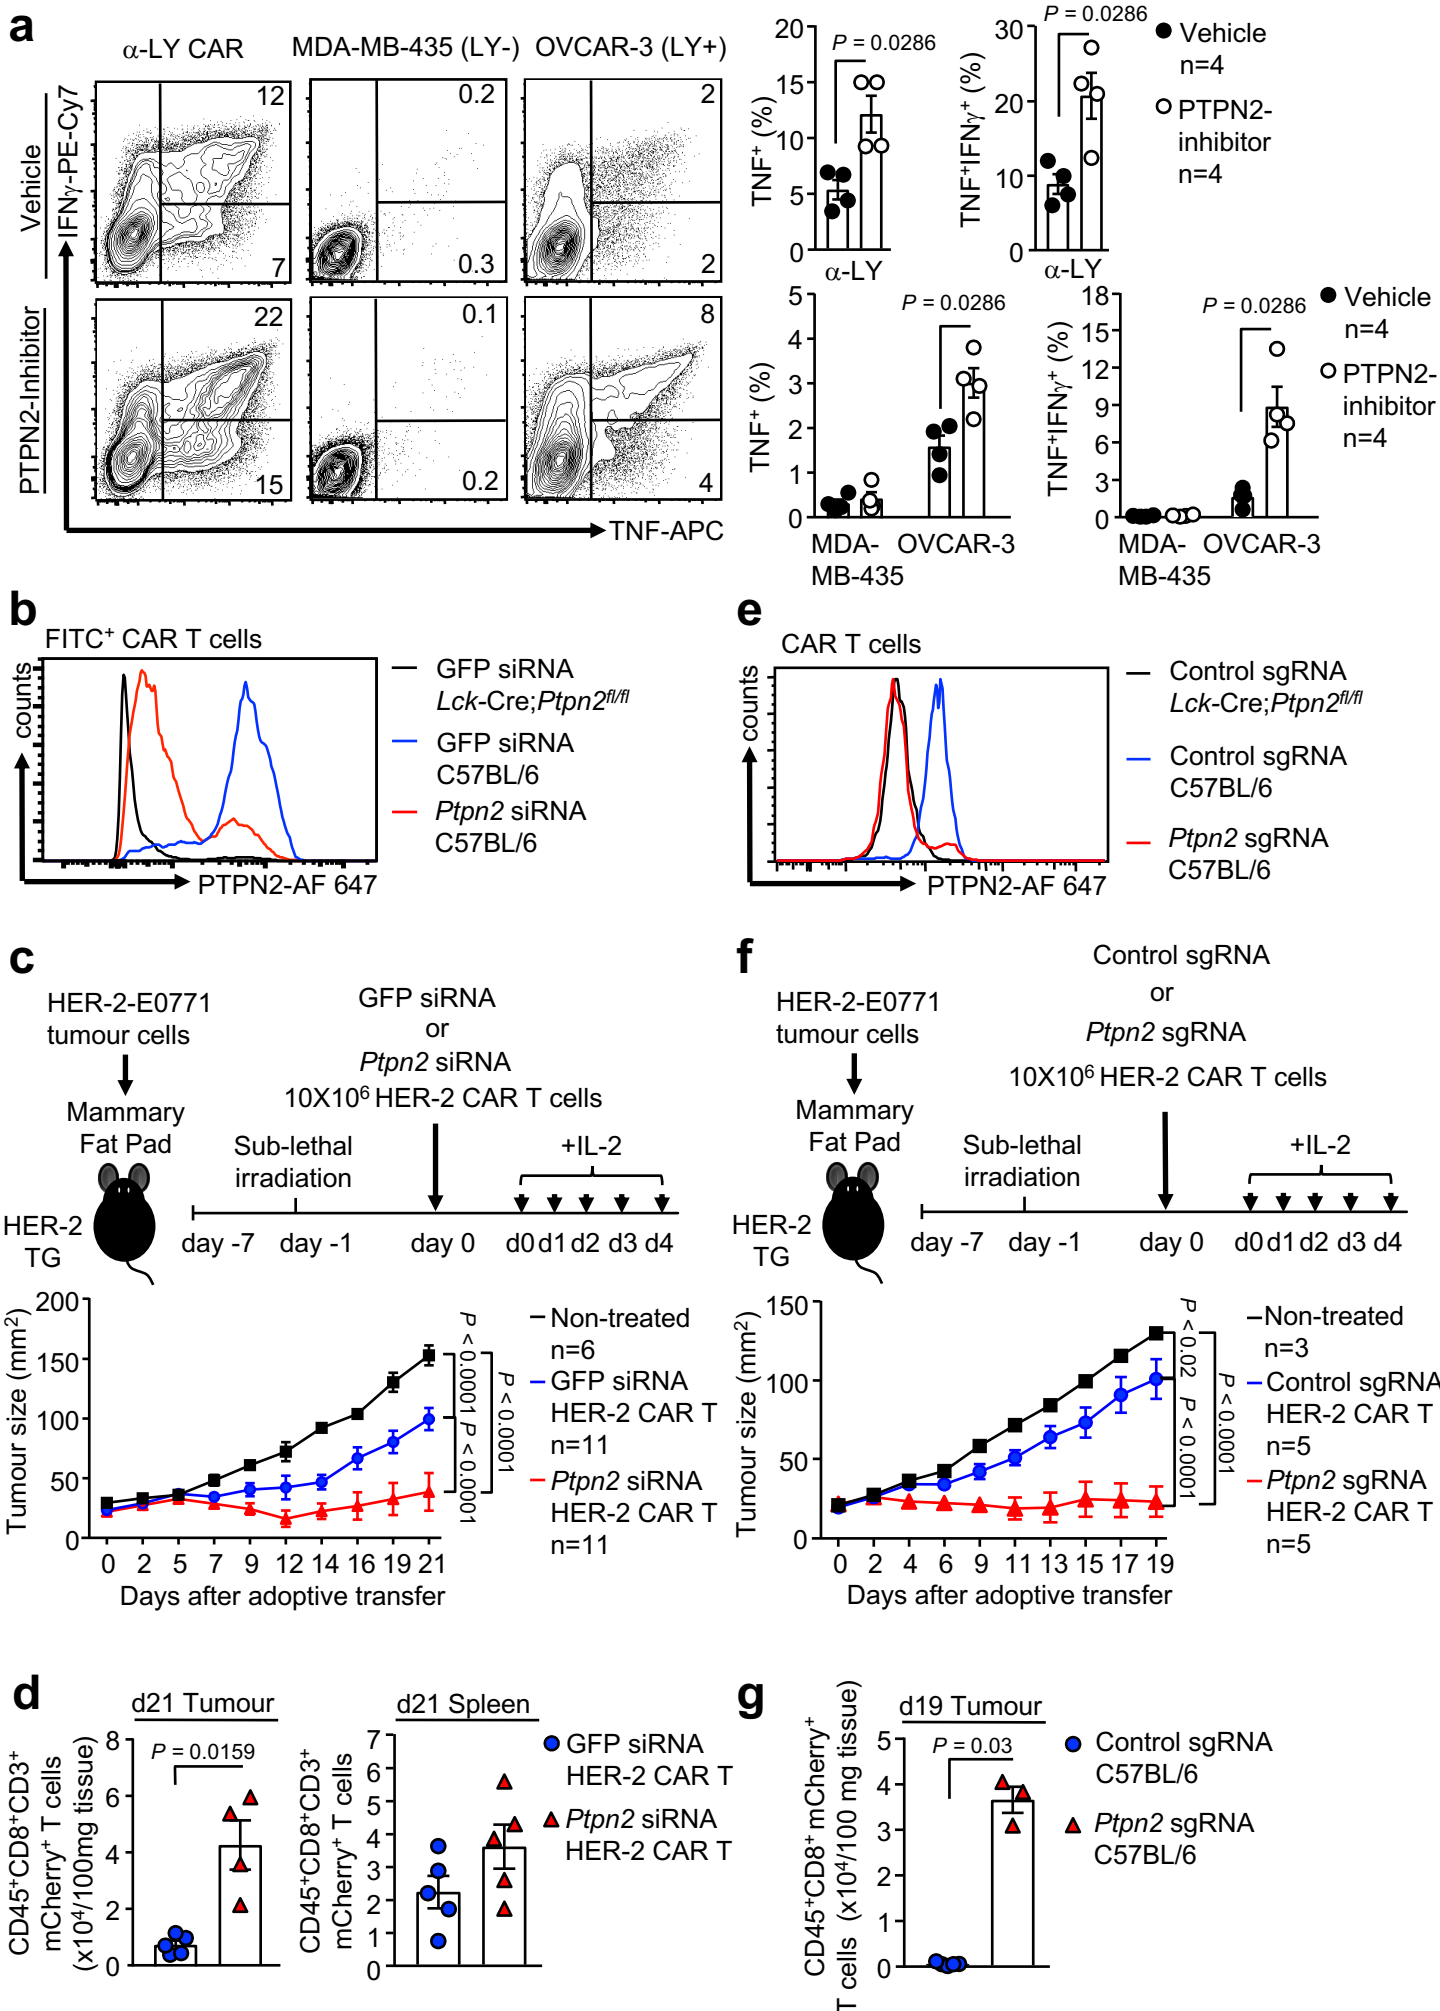 a
α-LY CAR
MDA-MB-435 (LY-)
OVCAR-3 (LY+)
Vehicle
IFNγ-PE-Cy7
12
7
0.2
0.3
2
2
PTPN2-Inhibitor
22
15
0.1
0.2
8
4
TNF-APC
TNF⁺ (%)
20
15
10
5
0
P = 0.0286
α-LY
TNF⁺IFNγ⁺ (%)
30
20
10
0
P = 0.0286
α-LY
Vehicle
n=4
PTPN2-
inhibitor
n=4
TNF⁺ (%)
5
4
3
2
1
0
P = 0.0286
MDA-
MB-435
OVCAR-3
TNF⁺IFNγ⁺ (%)
18
15
12
9
6
3
0
P = 0.0286
MDA-
MB-435
OVCAR-3
Vehicle
n=4
PTPN2-
inhibitor
n=4
b
FITC⁺ CAR T cells
counts
PTPN2-AF 647
GFP siRNA
Lck-Cre;Ptpn2fl/fl
GFP siRNA
C57BL/6
Ptpn2 siRNA
C57BL/6
e
CAR T cells
counts
PTPN2-AF 647
Control sgRNA
Lck-Cre;Ptpn2fl/fl
Control sgRNA
C57BL/6
Ptpn2 sgRNA
C57BL/6
c
HER-2-E0771
tumour cells
Mammary
Fat Pad
HER-2
TG
GFP siRNA
or
Ptpn2 siRNA
10X10⁶ HER-2 CAR T cells
Sub-lethal
irradiation
+IL-2
day -7
day -1
day 0
d0 d1 d2 d3 d4
Tumour size (mm²)
200
150
100
50
0
0 2 5 7 9 12 14 16 19 21
Days after adoptive transfer
P < 0.0001
P < 0.0001
P < 0.0001
Non-treated
n=6
GFP siRNA
HER-2 CAR T
n=11
Ptpn2 siRNA
HER-2 CAR T
n=11
f
HER-2-E0771
tumour cells
Mammary
Fat Pad
HER-2
TG
Control sgRNA
or
Ptpn2 sgRNA
10X10⁶ HER-2 CAR T cells
Sub-lethal
irradiation
+IL-2
day -7
day -1
day 0
d0 d1 d2 d3 d4
Tumour size (mm²)
150
100
50
0
0 2 4 6 9 11 13 15 17 19
Days after adoptive transfer
P < 0.02
P < 0.0001
P < 0.0001
Non-treated
n=3
Control sgRNA
HER-2 CAR T
n=5
Ptpn2 sgRNA
HER-2 CAR T
n=5
d
d21 Tumour
CD45⁺CD8⁺CD3⁺
mCherry⁺ T cells
(x10⁴/100mg tissue)
8
6
4
2
0
P = 0.0159
d21 Spleen
CD45⁺CD8⁺CD3⁺
mCherry⁺ T cells
7
6
5
4
3
2
1
0
GFP siRNA
HER-2 CAR T
Ptpn2 siRNA
HER-2 CAR T
g
d19 Tumour
CD45⁺CD8⁺ mCherry⁺
T cells (x10⁴/100 mg tissue)
5
4
3
2
1
0
P = 0.03
Control sgRNA
C57BL/6
Ptpn2 sgRNA
C57BL/6